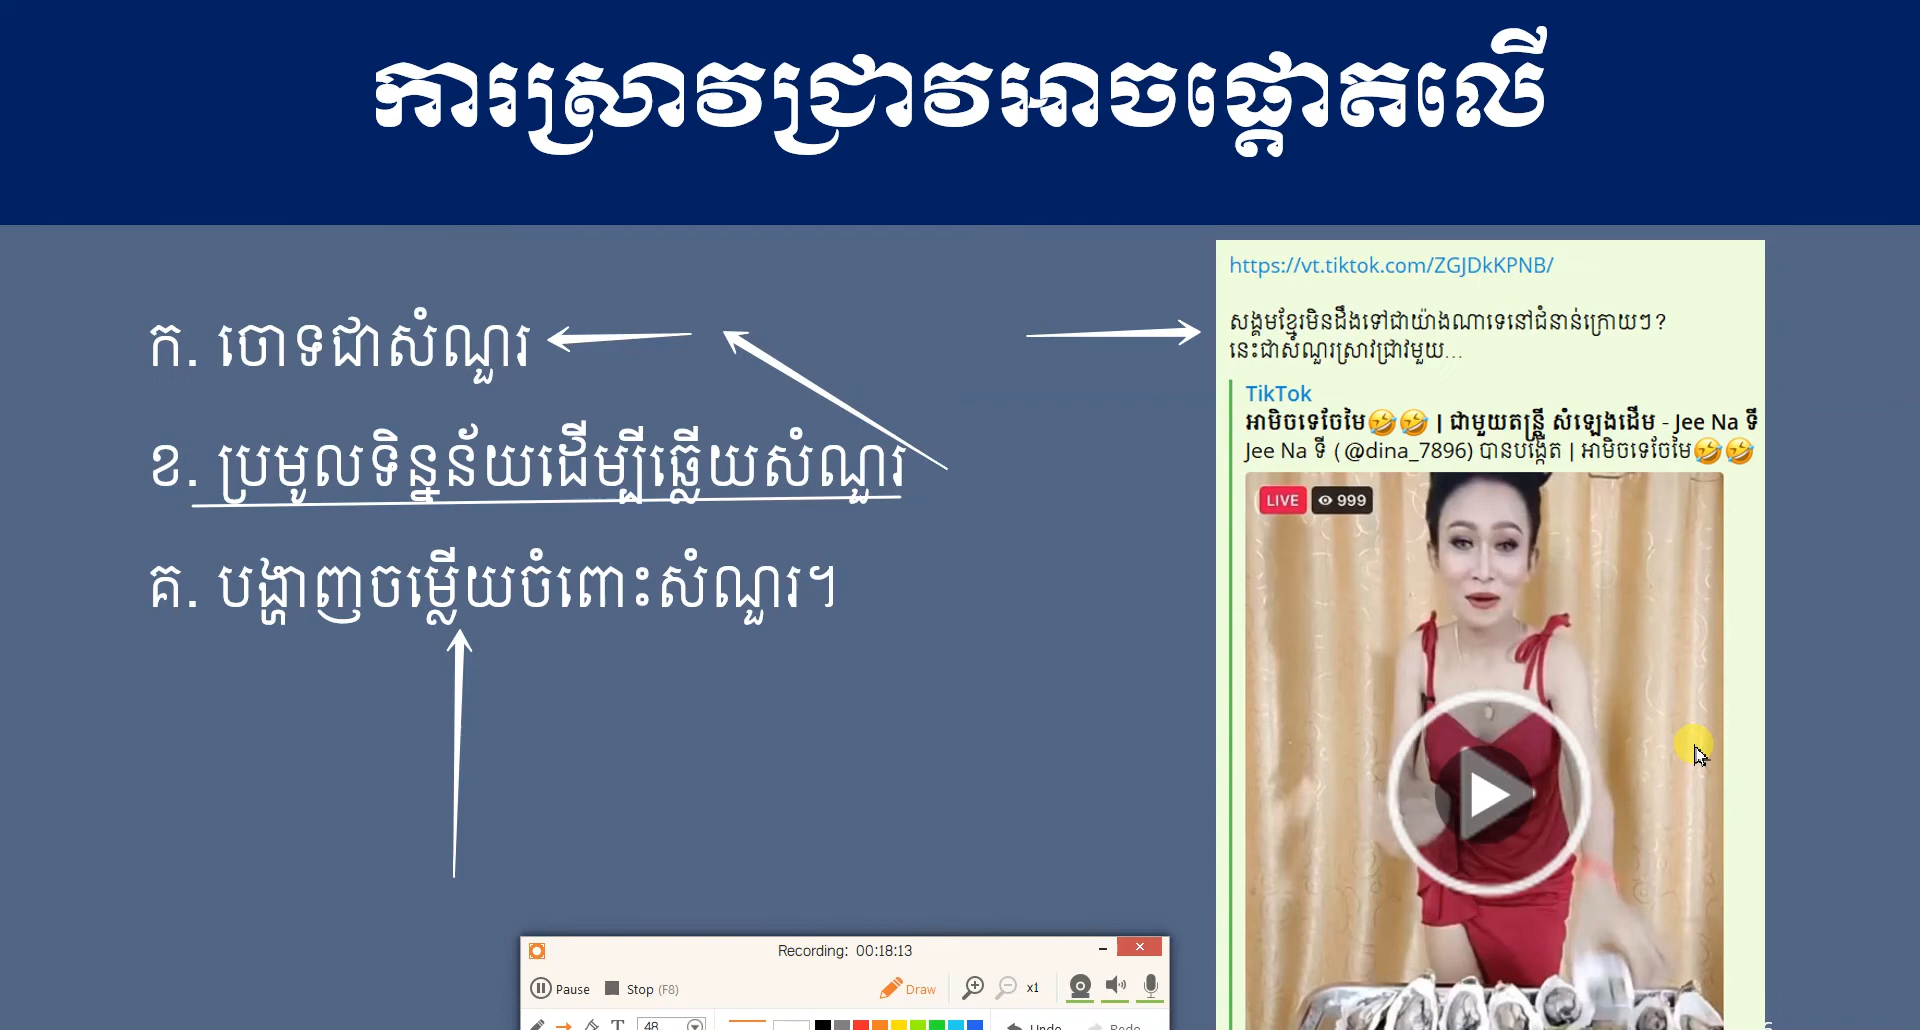 ការស្រាវជ្រាវអាចផ្តោតលើ
ក. ចោទជាសំណួរ
ខ. ប្រមូលទិន្នន័យដើម្បីឆ្លើយសំណួរ
គ. បង្ហាញចម្លើយចំពោះសំណួរ។
https://vt.tiktok.com/ZGJDkKPNB/
សង្គមខ្មែរមិនដឹងទៅជាយ៉ាងណាទេនៅជំនាន់ក្រោយៗ?
នេះជាសំណួរស្រាវជ្រាវមួយ...
TikTok
អាមិចទេចែមៃ🤣🤣 | ជាមួយតន្ត្រី សំឡេងដើម - Jee Na ទី
Jee Na ទី (@dina_7896) បានបង្កើត | អាមិចទេចែមៃ🤣🤣
LIVE 999
Recording: 00:18:13
Pause Stop (F8) Draw x1
48 Undo Redo